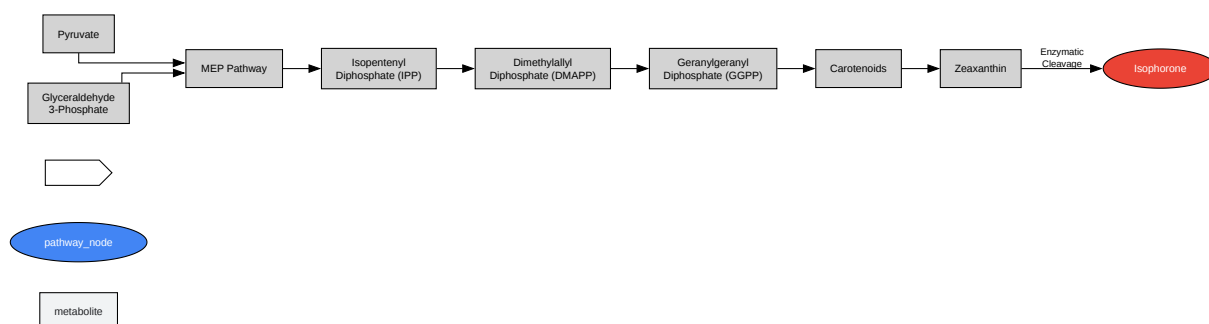 Pyruvate
Glyceraldehyde
3-Phosphate
MEP Pathway
Isopentenyl
Diphosphate (IPP)
Dimethylallyl
Diphosphate (DMAPP)
Geranylgeranyl
Diphosphate (GGPP)
Carotenoids
Zeaxanthin
Enzymatic
Cleavage
Isophorone
pathway_node
metabolite